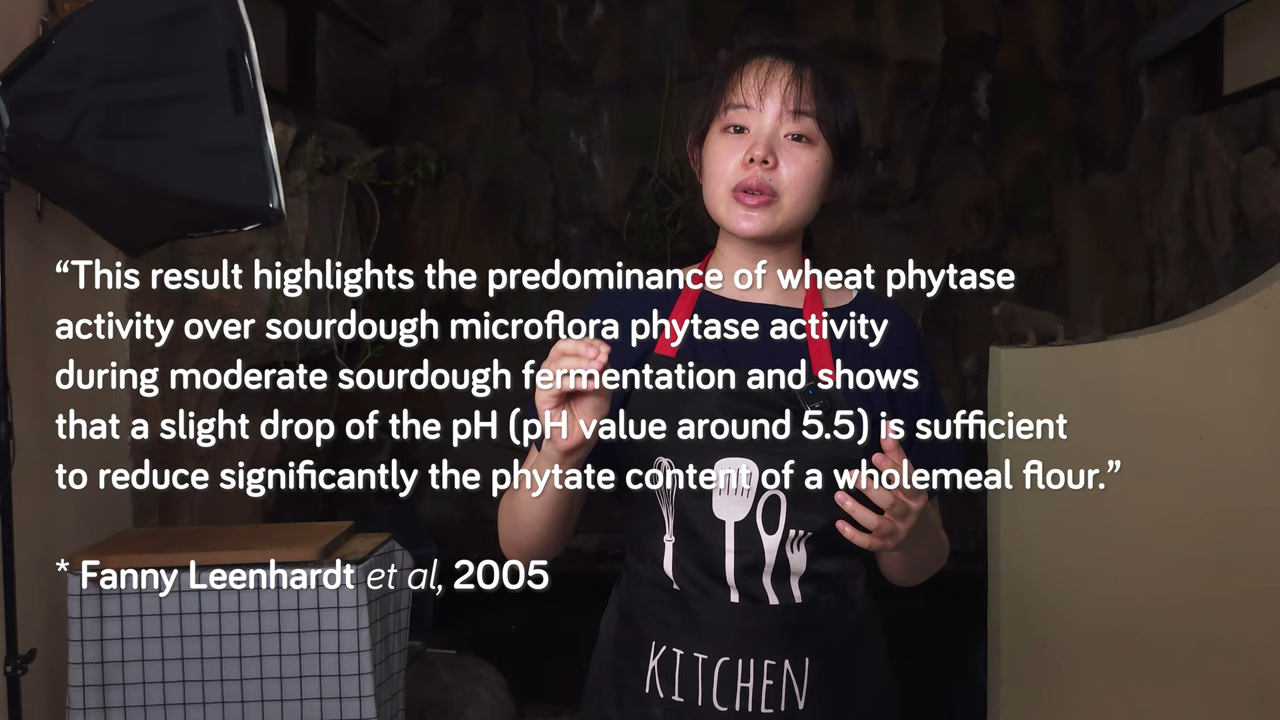 “This result highlights the predominance of wheat phytase
activity over sourdough microflora phytase activity
during moderate sourdough fermentation and shows
that a slight drop of the pH (pH value around 5.5) is sufficient
to reduce significantly the phytate content of a wholemeal flour.”
* Fanny Leenhardt et al, 2005
KITCHEN